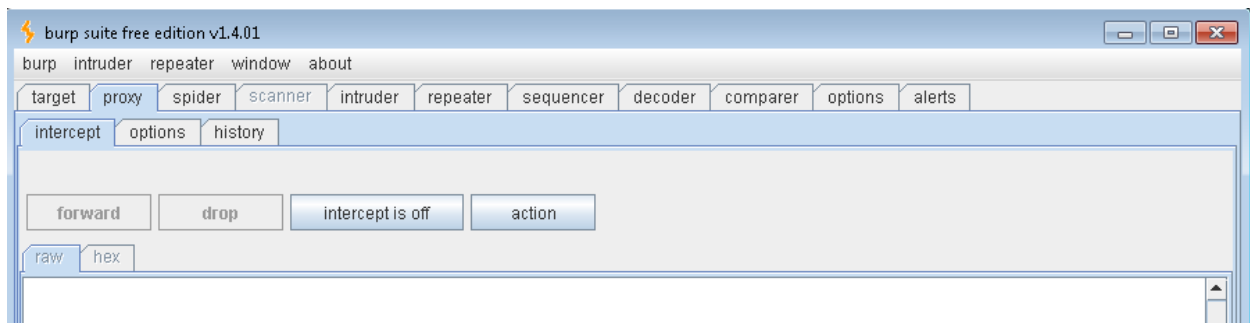 burp suite free edition v1.4.01
burp intruder repeater window about
target proxy spider scanner intruder repeater sequencer decoder comparer options alerts
intercept options history
forward drop intercept is off action
raw hex